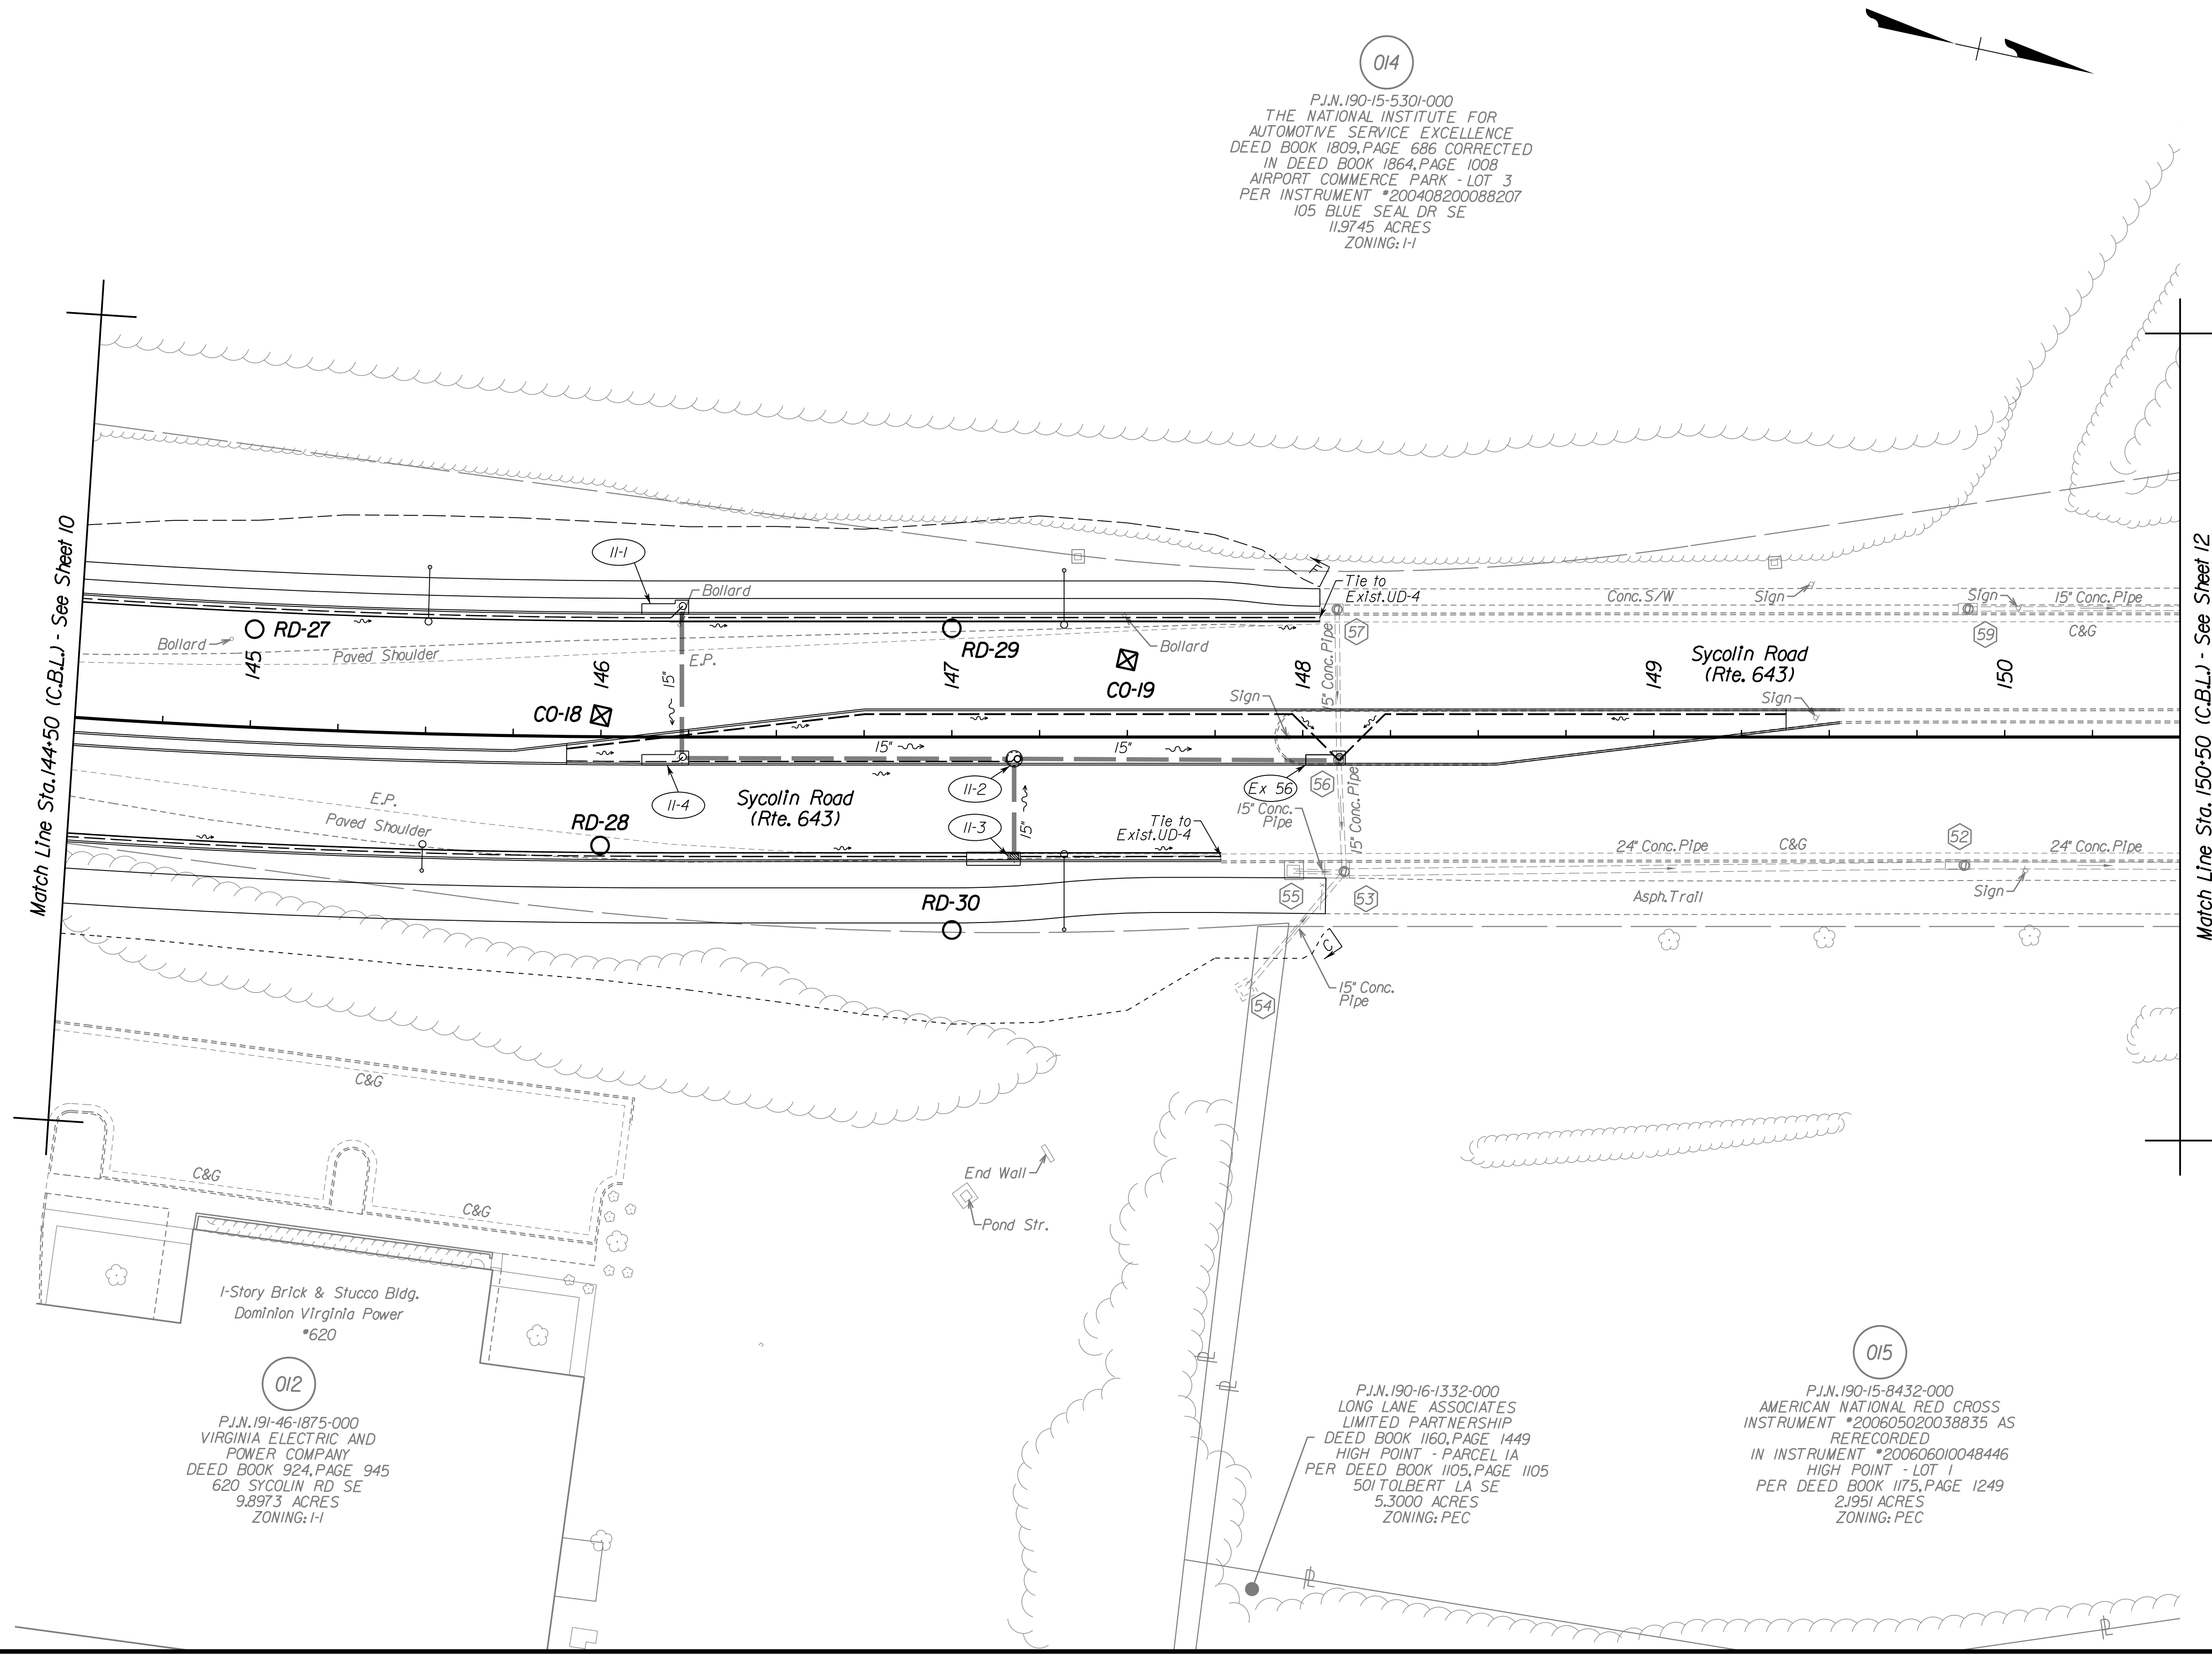 014
P.I.N. 190-15-5301-000
THE NATIONAL INSTITUTE FOR
AUTOMOTIVE SERVICE EXCELLENCE
DEED BOOK 1809, PAGE 686 CORRECTED
IN DEED BOOK 1864, PAGE 1008
AIRPORT COMMERCE PARK - LOT 3
PER INSTRUMENT #200408200088207
105 BLUE SEAL DR SE
11.9745 ACRES
ZONING: I-1
Match Line Sta. 144+50 (C.B.L.) - See Sheet 10
Match Line Sta. 150+50 (C.B.L.) - See Sheet 12
11-1
Bollard
F
Tie to
Exist. UD-4
Conc. S/W
Sign
Sign
15" Conc. Pipe
RD-27
Bollard
Paved Shoulder
145
E.P.
146
15"
RD-29
147
Bollard
CO-19
148
15" Conc. Pipe
57
149
Sycolin Road
(Rte. 643)
59
C&G
150
CO-18
Sign
Sign
15"
15"
11-4
11-2
Ex 56
56
E.P.
Paved Shoulder
Sycolin Road
(Rte. 643)
RD-28
11-3
15"
Tie to
Exist. UD-4
15" Conc.
Pipe
15" Conc. Pipe
24" Conc. Pipe
C&G
52
24" Conc. Pipe
RD-30
55
53
Asph. Trail
Sign
C
54
15" Conc.
Pipe
C&G
C&G
C&G
End Wall
Pond Str.
1-Story Brick & Stucco Bldg.
Dominion Virginia Power
#620
012
P.I.N. 191-46-1875-000
VIRGINIA ELECTRIC AND
POWER COMPANY
DEED BOOK 924, PAGE 945
620 SYCOLIN RD SE
9.8973 ACRES
ZONING: I-1
PL
PL
P.I.N. 190-16-1332-000
LONG LANE ASSOCIATES
LIMITED PARTNERSHIP
DEED BOOK 1160, PAGE 1449
HIGH POINT - PARCEL 1A
PER DEED BOOK 1105, PAGE 1105
501 TOLBERT LA SE
5.3000 ACRES
ZONING: PEC
015
P.I.N. 190-15-8432-000
AMERICAN NATIONAL RED CROSS
INSTRUMENT #200605020038835 AS
RERECORDED
IN INSTRUMENT #200606010048446
HIGH POINT - LOT 1
PER DEED BOOK 1175, PAGE 1249
2.1951 ACRES
ZONING: PEC
PL
PL